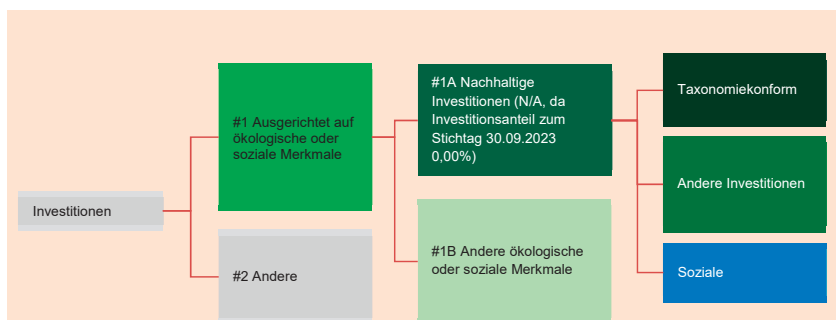 Investitionen
#1 Ausgerichtet auf
ökologische oder
soziale Merkmale
#2 Andere
#1A Nachhaltige
Investitionen (N/A, da
Investitionsanteil zum
Stichtag 30.09.2023
0,00%)
#1B Andere ökologische
oder soziale Merkmale
Taxonomiekonform
Andere Investitionen
Soziale